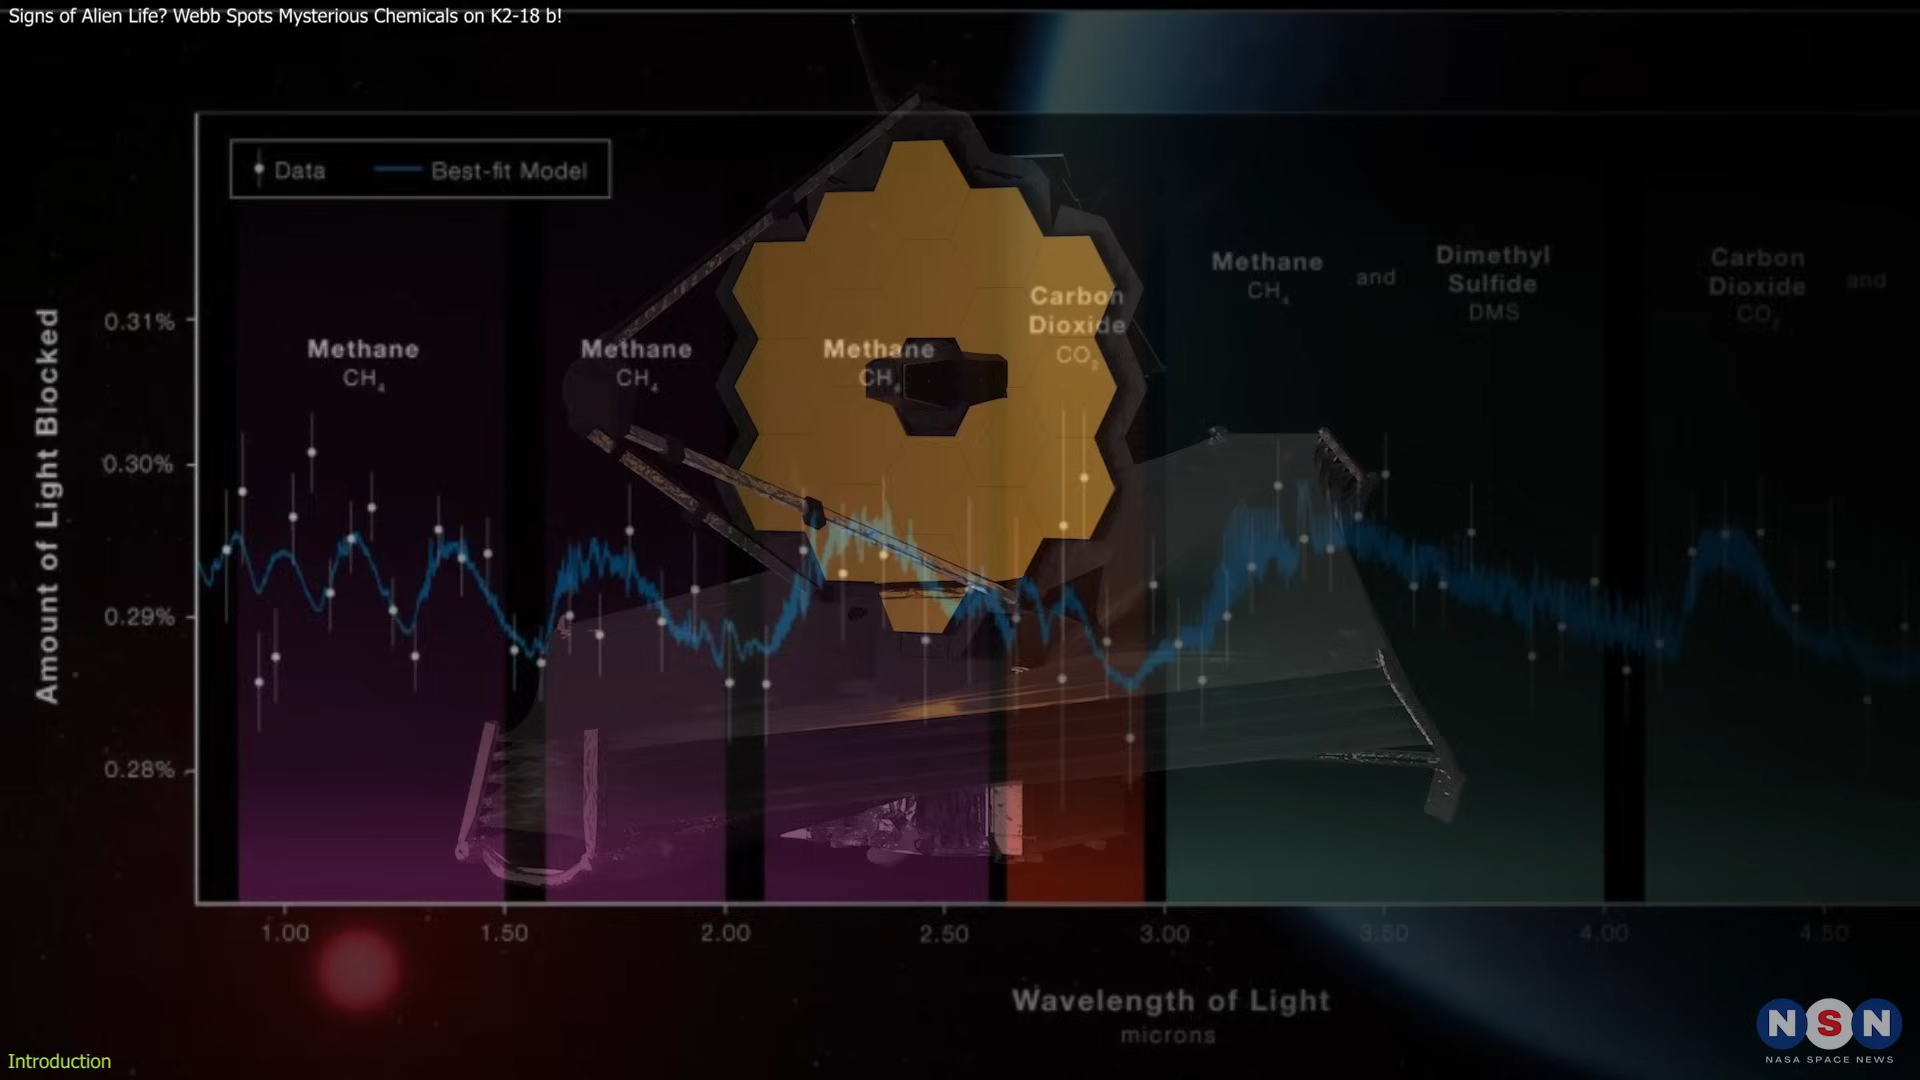 Signs of Alien Life? Webb Spots Mysterious Chemicals on K2-18 b!
Data
Best-fit Model
Amount of Light Blocked
0.31%
0.30%
0.29%
0.28%
Methane
CH₄
Methane
CH₄
Methane
CH₄
Carbon
Dioxide
CO₂
Methane
CH₄
and
Dimethyl
Sulfide
DMS
Carbon
Dioxide
CO₂
and
1.00
1.50
2.00
2.50
3.00
3.50
4.00
4.50
Wavelength of Light
microns
NSN
NASA SPACE NEWS
Introduction